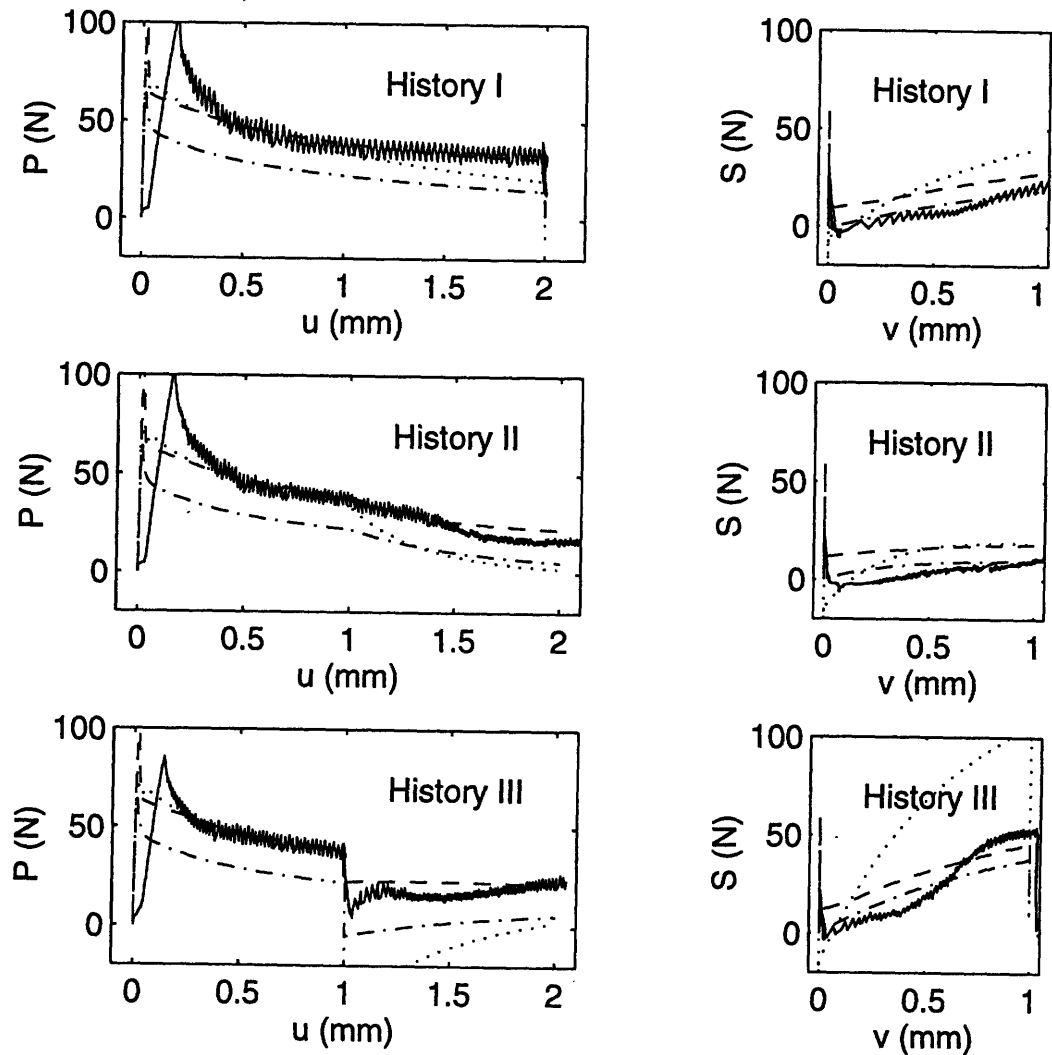 100
50
0
P (N)
History I
0 0.5 1 1.5 2
u (mm)
100
50
0
S (N)
History I
0 0.5 1
v (mm)
100
50
0
P (N)
History II
0 0.5 1 1.5 2
u (mm)
100
50
0
S (N)
History II
0 0.5 1
v (mm)
100
50
0
P (N)
History III
0 0.5 1 1.5 2
u (mm)
100
50
0
S (N)
History III
0 0.5 1
v (mm)